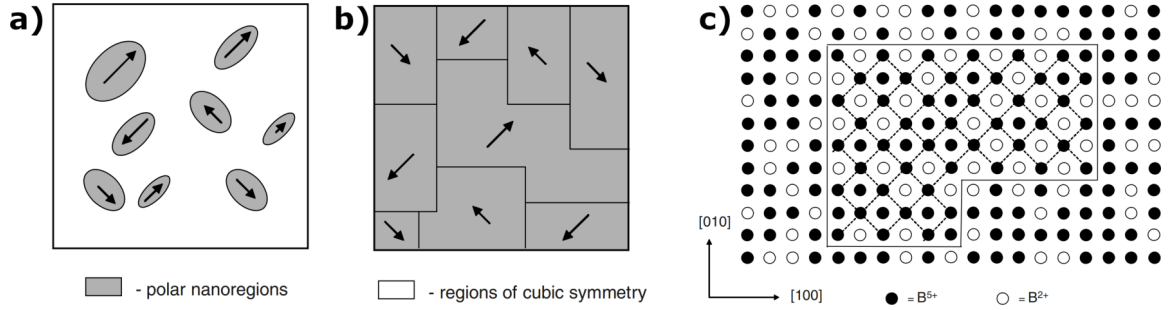 a)
b)
c)
[010]
[100]
- polar nanoregions
- regions of cubic symmetry
= B5+
= B2+